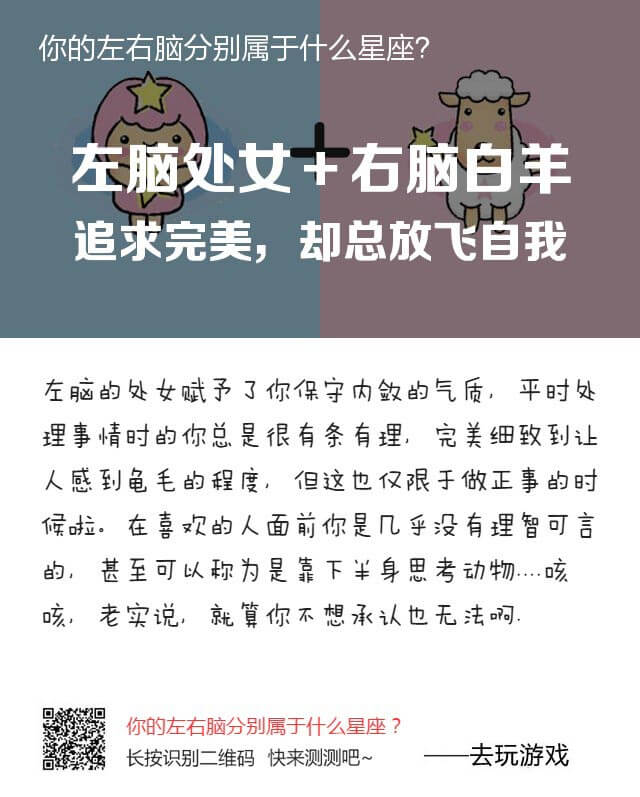 你的左右脑分别属于什么星座?
左脑处女＋右脑白羊
追求完美，却总放飞自我
左脑的处女赋予了你保守内敛的气质，平时处
理事情时的你总是很有条有理，完美细致到让
人感到龟毛的程度，但这也仅限于做正事的时
候啦。在喜欢的人面前你是几乎没有理智可言
的，甚至可以称为是靠下半身思考动物....咳
咳，老实说，就算你不想承认也无法啊.
你的左右脑分别属于什么星座？
长按识别二维码 快来测测吧~
——去玩游戏